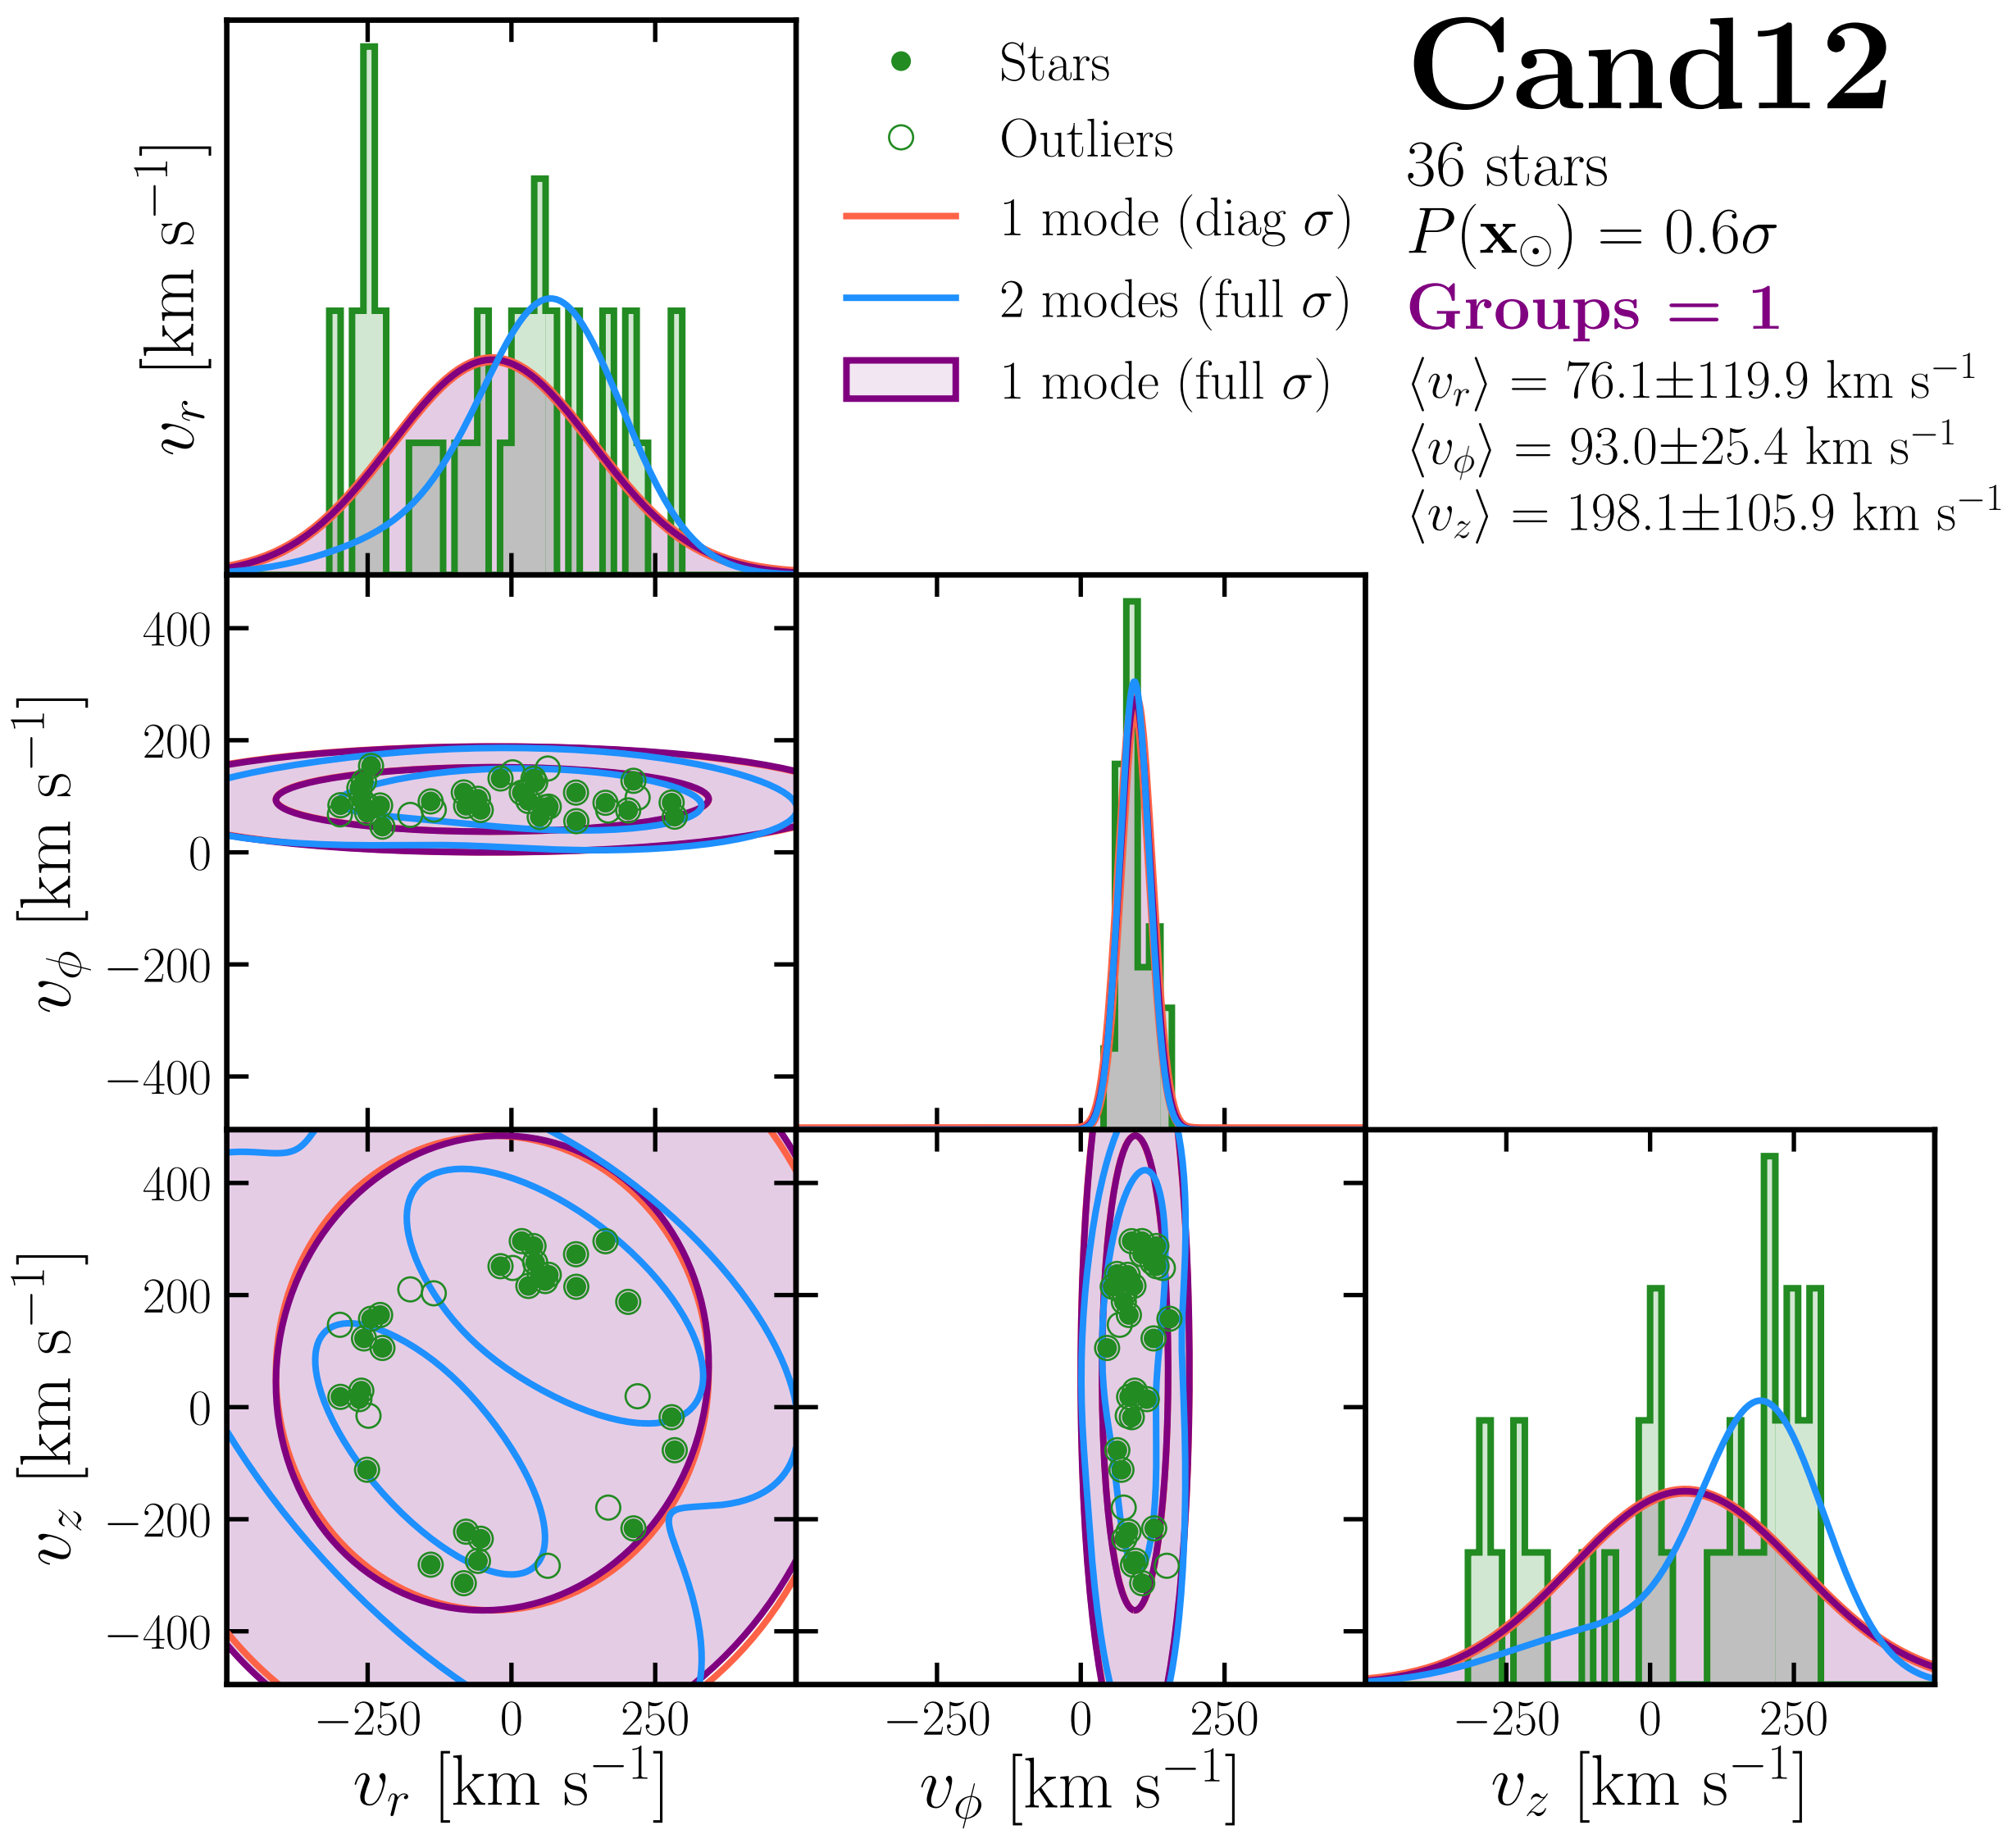 Cand12
36 stars
P(x⊙) = 0.6σ
Groups = 1
⟨v_r⟩ = 76.1±119.9 km s⁻¹
⟨v_ϕ⟩ = 93.0±25.4 km s⁻¹
⟨v_z⟩ = 198.1±105.9 km s⁻¹
Stars
Outliers
1 mode (diag σ)
2 modes (full σ)
1 mode (full σ)
v_r [km s⁻¹]
v_ϕ [km s⁻¹]
400
200
0
−200
−400
v_z [km s⁻¹]
400
200
0
−200
−400
−250 0 250
−250 0 250
−250 0 250
v_r [km s⁻¹]
v_ϕ [km s⁻¹]
v_z [km s⁻¹]